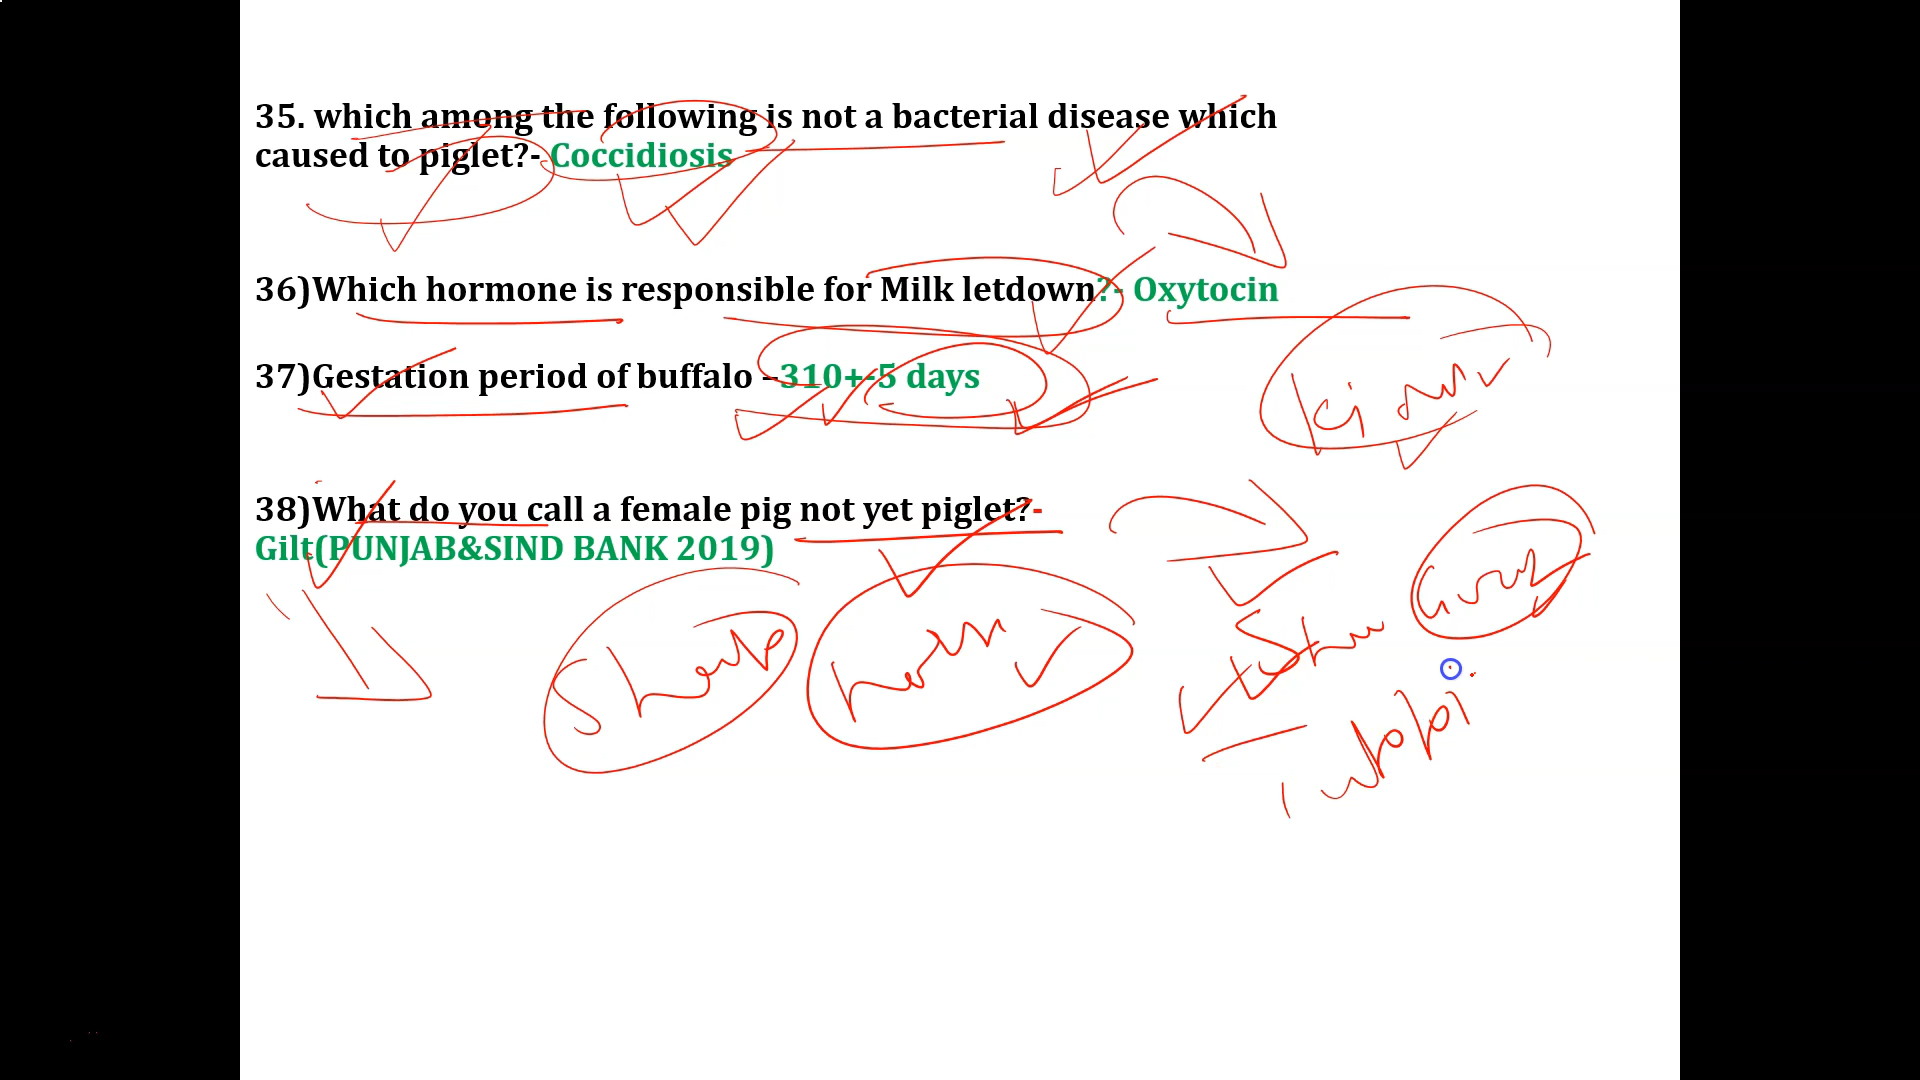 35. which among the following is not a bacterial disease which
caused to piglet?- Coccidiosis
36)Which hormone is responsible for Milk letdown?- Oxytocin
37)Gestation period of buffalo –310+-5 days
38)What do you call a female pig not yet piglet?-
Gilt(PUNJAB&SIND BANK 2019)